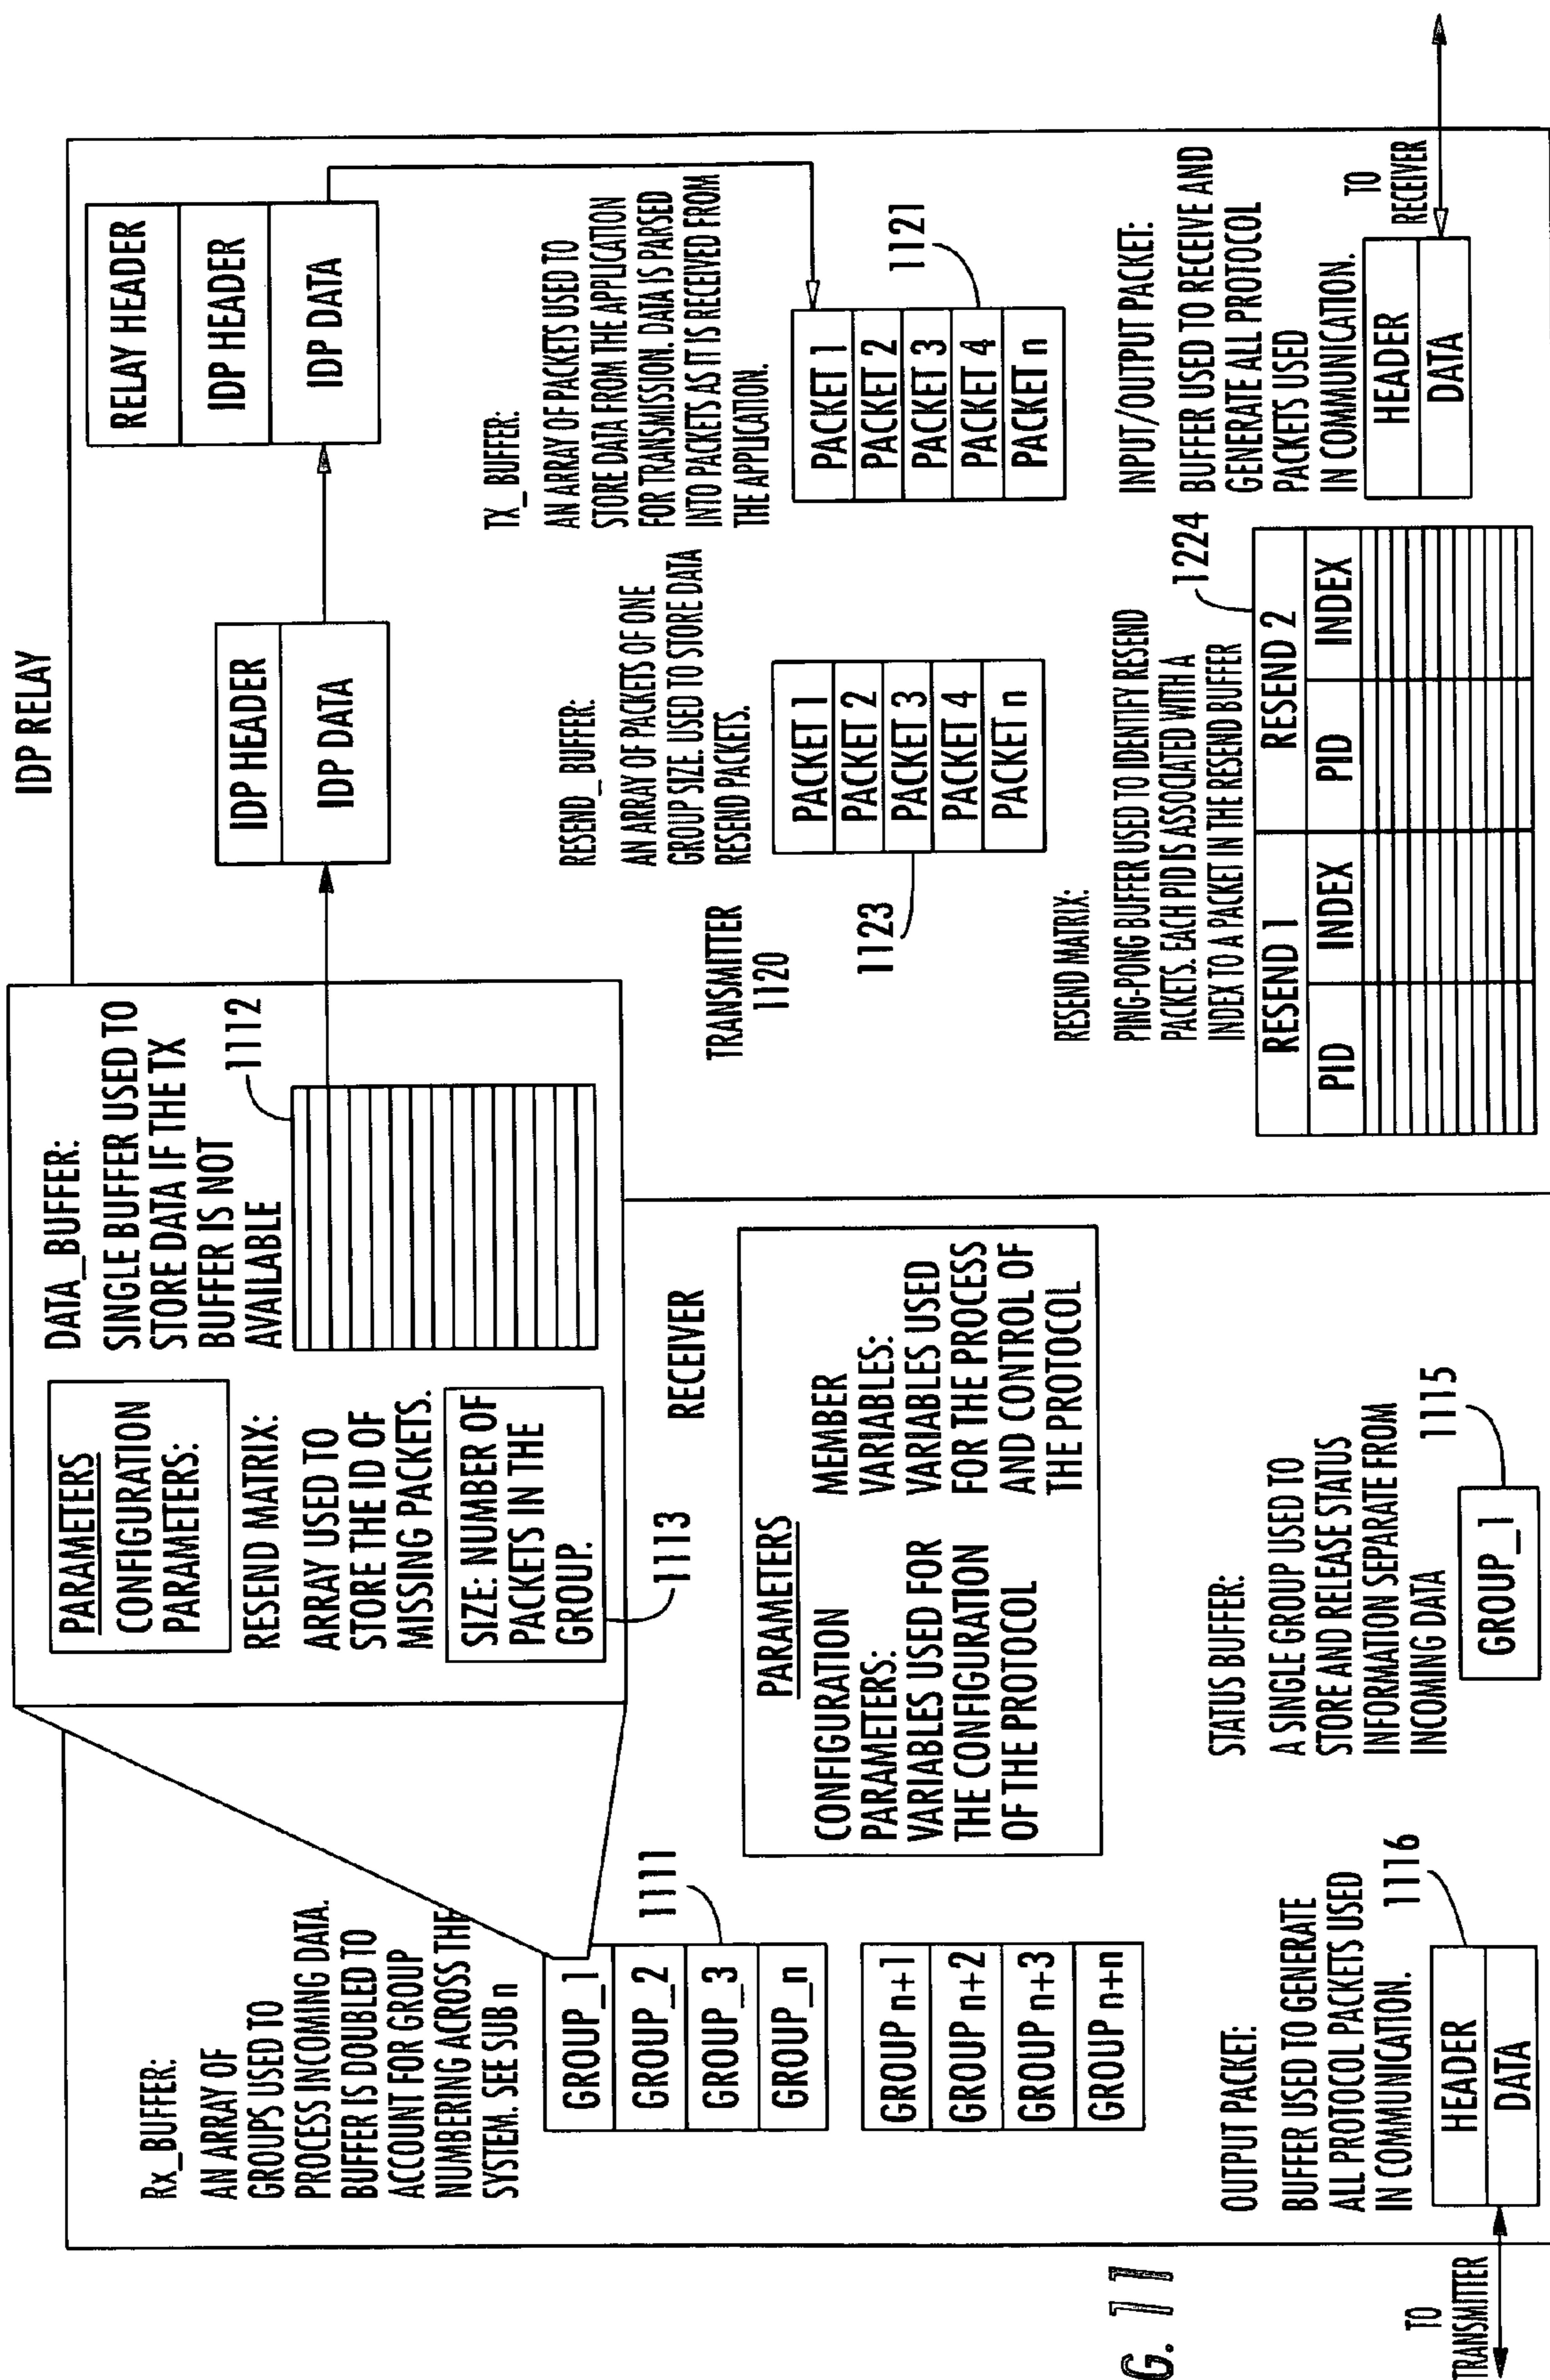 IDP RELAY
Rx_BUFFER:
AN ARRAY OF
GROUPS USED TO
PROCESS INCOMING DATA.
BUFFER IS DOUBLED TO
ACCOUNT FOR GROUP
NUMBERING ACROSS THE
SYSTEM. SEE SUB n
GROUP_1
GROUP_2
GROUP_3
GROUP_n
1111
GROUP n+1
GROUP n+2
GROUP n+3
GROUP n+n
OUTPUT PACKET:
BUFFER USED TO GENERATE
ALL PROTOCOL PACKETS USED
IN COMMUNICATION.
1116
HEADER
DATA
TO
TRANSMITTER
PARAMETERS
CONFIGURATION
PARAMETERS:
RESEND MATRIX:
ARRAY USED TO
STORE THE ID OF
MISSING PACKETS.
SIZE: NUMBER OF
PACKETS IN THE
GROUP.
1113
DATA_BUFFER:
SINGLE BUFFER USED TO
STORE DATA IF THE TX
BUFFER IS NOT
AVAILABLE
1112
RECEIVER
PARAMETERS
CONFIGURATION
PARAMETERS:
VARIABLES USED FOR
THE CONFIGURATION
OF THE PROTOCOL
MEMBER
VARIABLES:
VARIABLES USED
FOR THE PROCESS
AND CONTROL OF
THE PROTOCOL
STATUS BUFFER:
A SINGLE GROUP USED TO
STORE AND RELEASE STATUS
INFORMATION SEPARATE FROM
INCOMING DATA
1115
GROUP_1
IDP HEADER
IDP DATA
RELAY HEADER
IDP HEADER
IDP DATA
TRANSMITTER
1120
RESEND_BUFFER:
AN ARRAY OF PACKETS OF ONE
GROUP SIZE. USED TO STORE DATA
RESEND PACKETS.
PACKET 1
PACKET 2
PACKET 3
PACKET 4
PACKET n
1123
TX_BUFFER:
AN ARRAY OF PACKETS USED TO
STORE DATA FROM THE APPLICATION
FOR TRANSMISSION. DATA IS PARSED
INTO PACKETS AS IT IS RECEIVED FROM
THE APPLICATION.
PACKET 1
PACKET 2
PACKET 3
PACKET 4
PACKET n
1121
RESEND MATRIX:
PING-PONG BUFFER USED TO IDENTIFY RESEND
PACKETS. EACH PID IS ASSOCIATED WITH A
INDEX TO A PACKET IN THE RESEND BUFFER
1224
RESEND 1
RESEND 2
PID
INDEX
PID
INDEX
INPUT/OUTPUT PACKET:
BUFFER USED TO RECEIVE AND
GENERATE ALL PROTOCOL
PACKETS USED
IN COMMUNICATION.
HEADER
DATA
TO
RECEIVER
G. 11